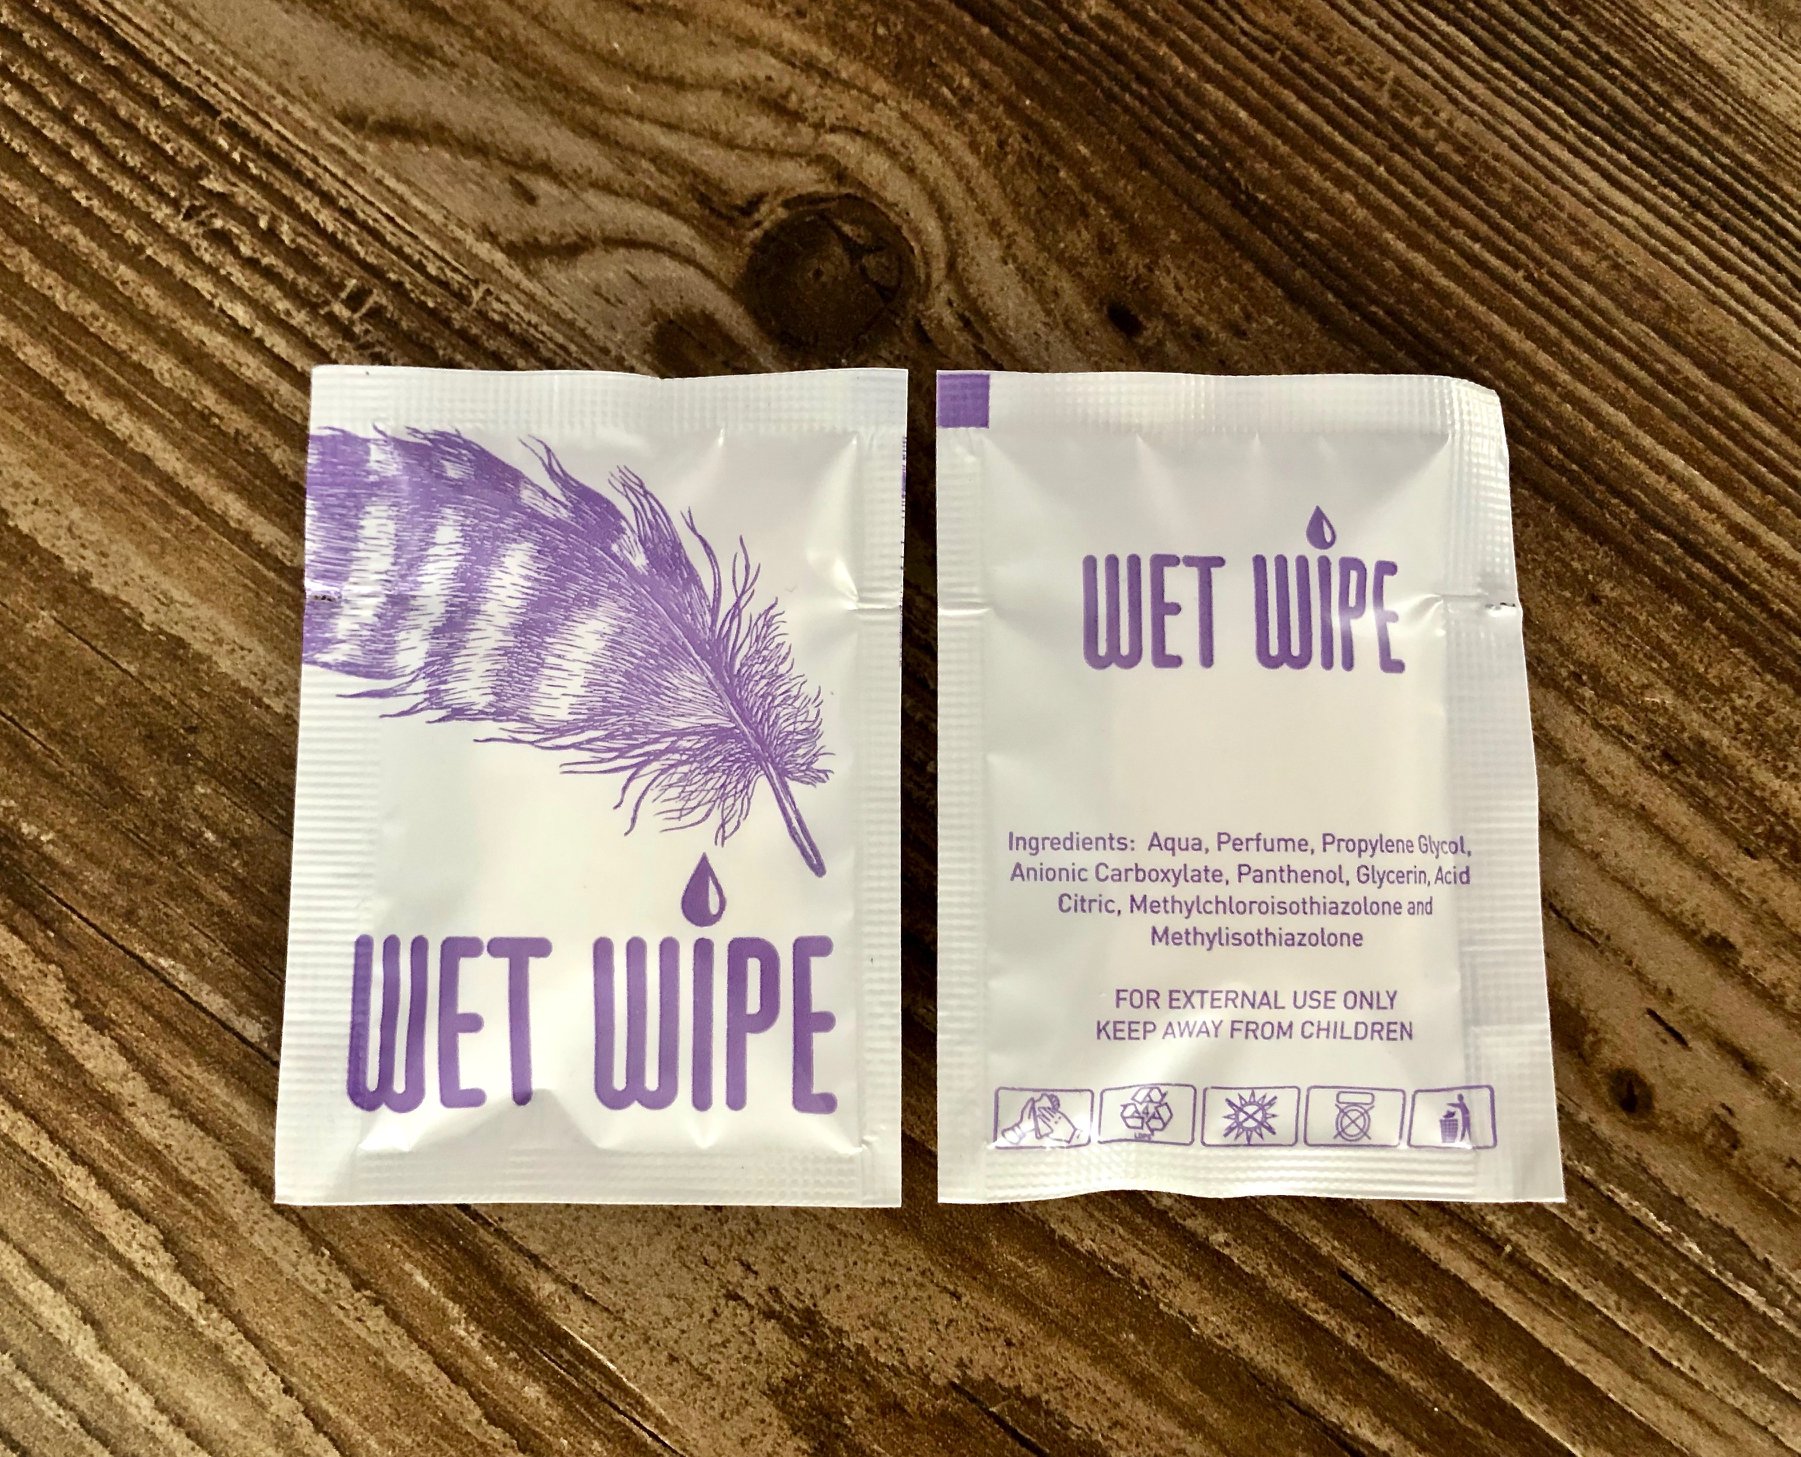 WET WIPE
WET WIPE
Ingredients: Aqua, Perfume, Propylene Glycol,
Anionic Carboxylate, Panthenol, Glycerin, Acid
Citric, Methylchloroisothiazolone and
Methylisothiazolone
FOR EXTERNAL USE ONLY
KEEP AWAY FROM CHILDREN